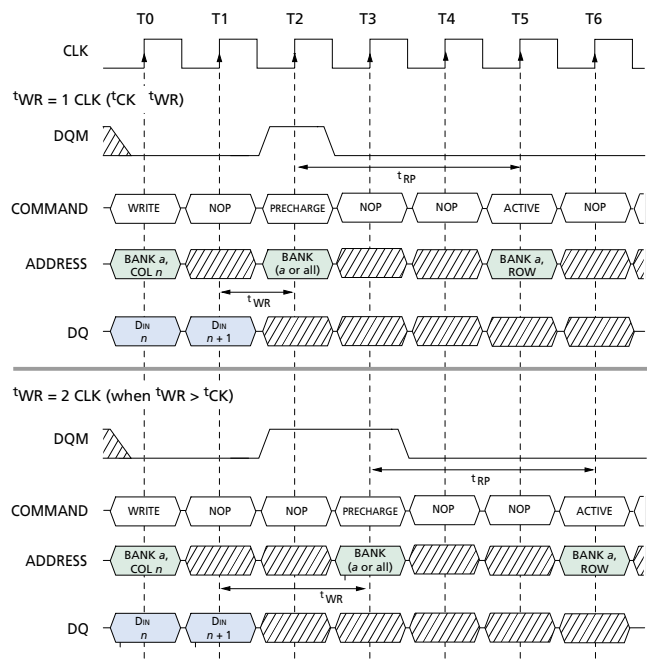 T0 T1 T2 T3 T4 T5 T6
CLK
tWR = 1 CLK (tCK tWR)
DQM
tRP
COMMAND WRITE NOP PRECHARGE NOP NOP ACTIVE NOP
ADDRESS BANK a, COL n BANK (a or all) BANK a, ROW
tWR
DQ DIN n DIN n + 1
tWR = 2 CLK (when tWR > tCK)
DQM
tRP
COMMAND WRITE NOP NOP PRECHARGE NOP NOP ACTIVE
ADDRESS BANK a, COL n BANK (a or all) BANK a, ROW
tWR
DQ DIN n DIN n + 1